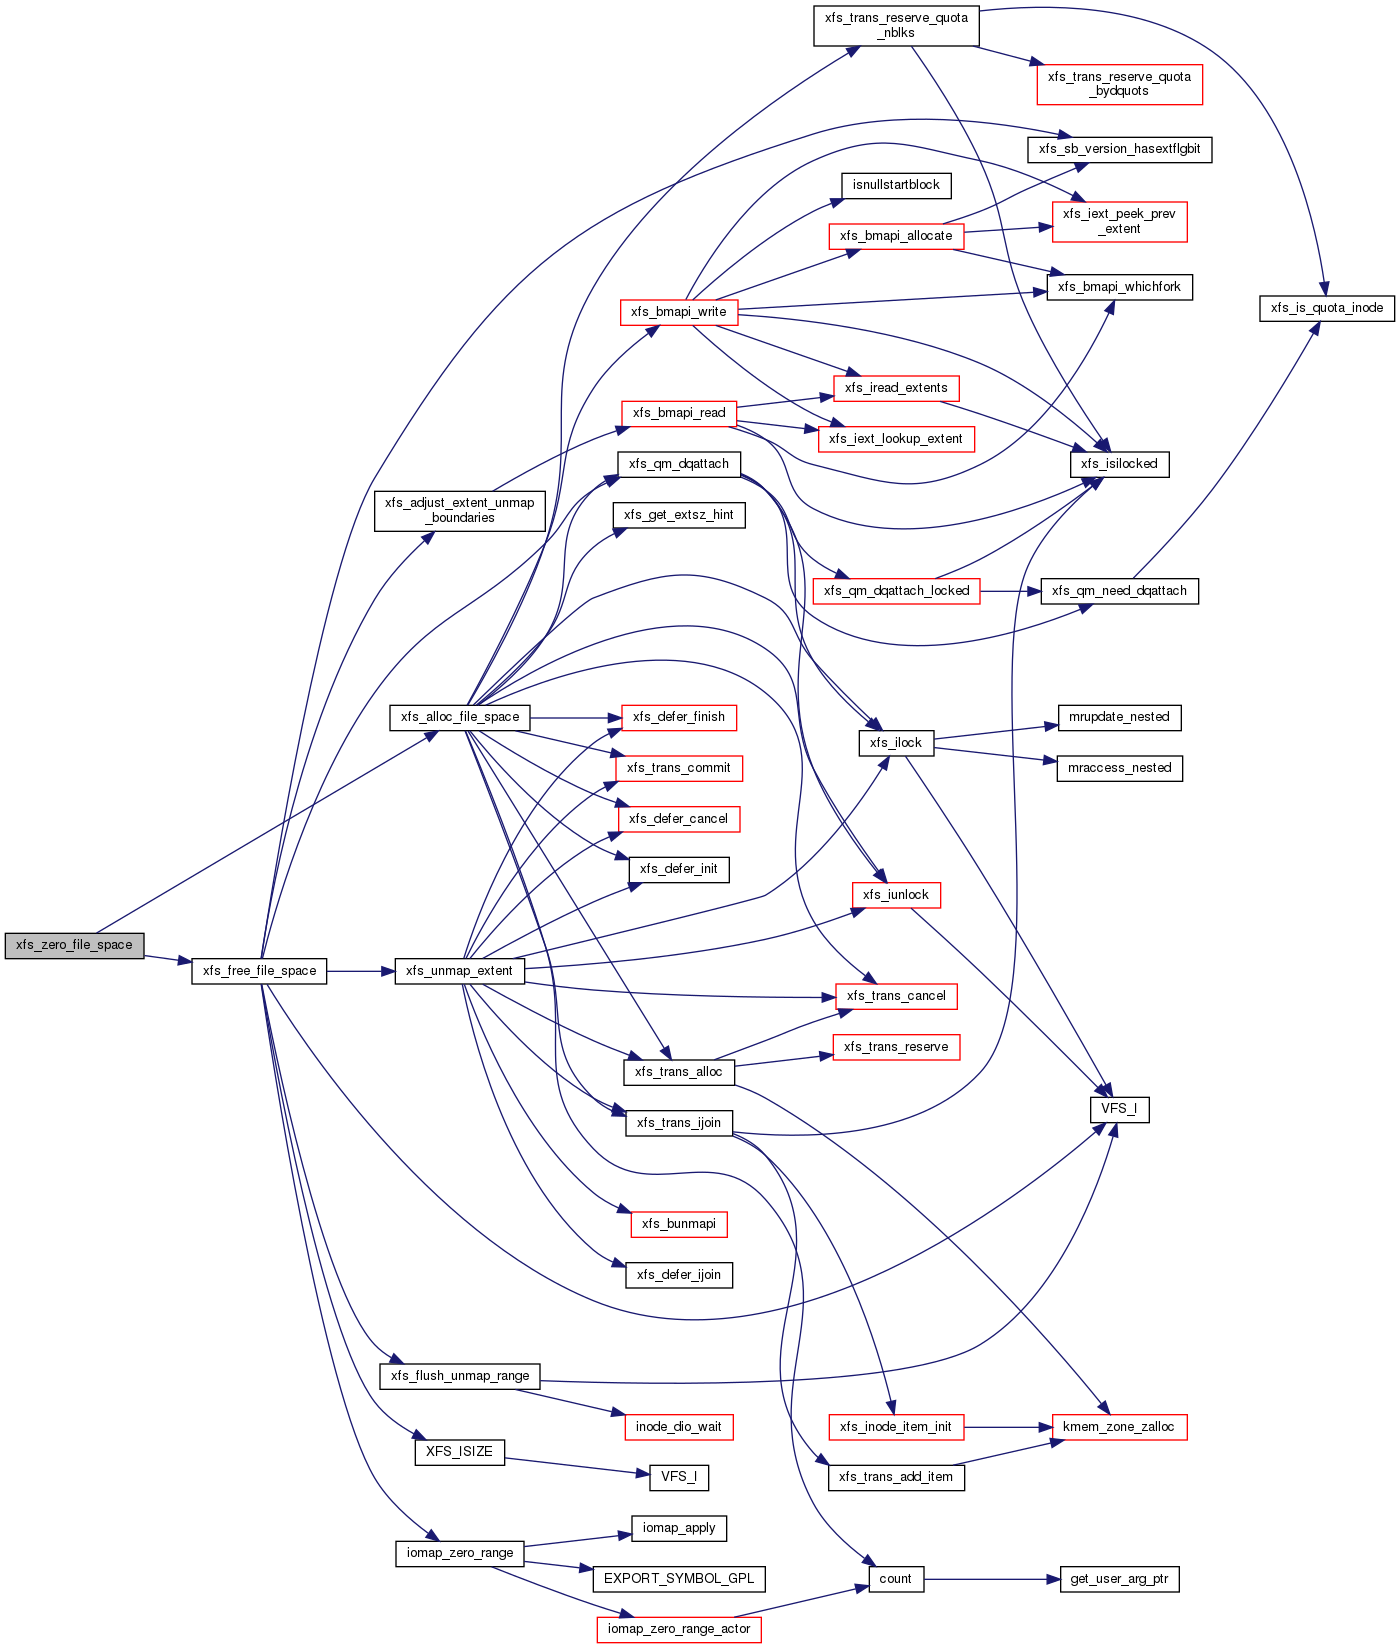 xfs_trans_reserve_quota
_nblks
xfs_trans_reserve_quota
_bydquots
xfs_sb_version_hasextflgbit
isnullstartblock
xfs_iext_peek_prev
_extent
xfs_bmapi_allocate
xfs_bmapi_whichfork
xfs_is_quota_inode
xfs_bmapi_write
xfs_iread_extents
xfs_bmapi_read
xfs_iext_lookup_extent
xfs_qm_dqattach
xfs_isilocked
xfs_adjust_extent_unmap
_boundaries
xfs_get_extsz_hint
xfs_qm_dqattach_locked
xfs_qm_need_dqattach
xfs_alloc_file_space
xfs_defer_finish
mrupdate_nested
xfs_ilock
xfs_trans_commit
mraccess_nested
xfs_defer_cancel
xfs_defer_init
xfs_iunlock
xfs_zero_file_space
xfs_free_file_space
xfs_unmap_extent
xfs_trans_cancel
xfs_trans_reserve
xfs_trans_alloc
VFS_I
xfs_trans_ijoin
xfs_bunmapi
xfs_defer_ijoin
xfs_flush_unmap_range
inode_dio_wait
xfs_inode_item_init
kmem_zone_zalloc
XFS_ISIZE
VFS_I
xfs_trans_add_item
iomap_apply
iomap_zero_range
EXPORT_SYMBOL_GPL
count
get_user_arg_ptr
iomap_zero_range_actor